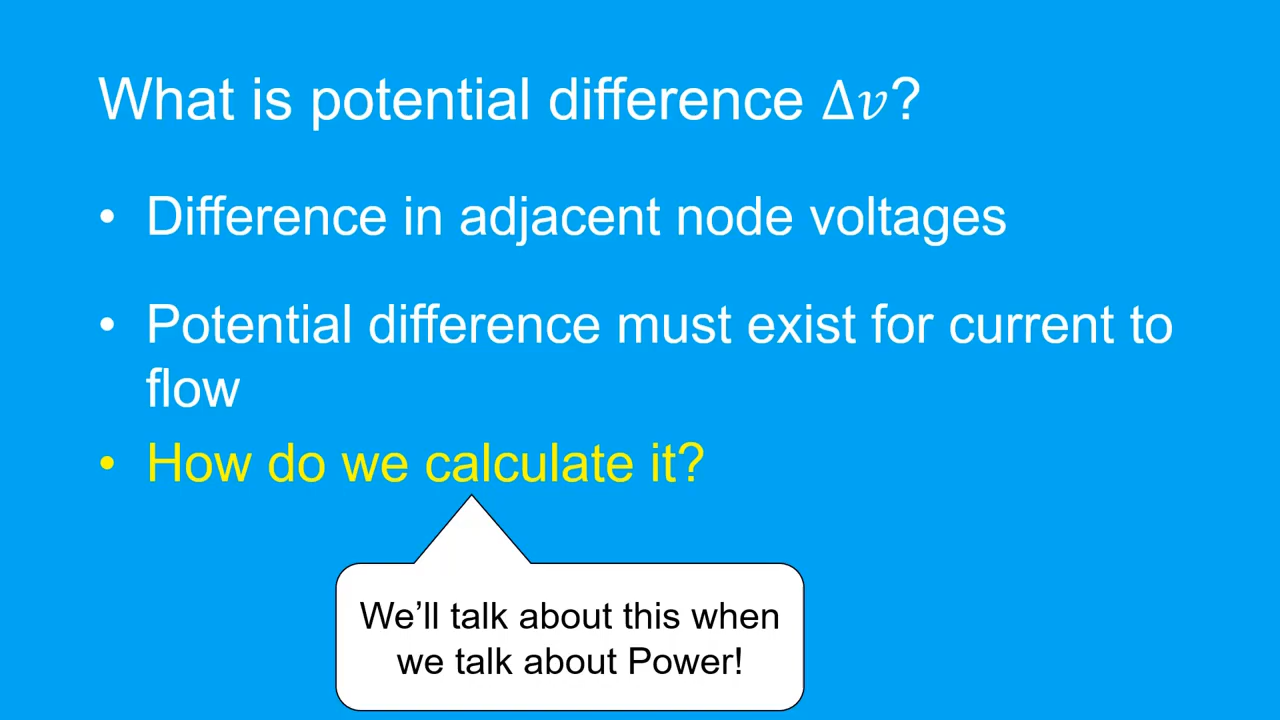 What is potential difference Δ𝑣?
• Difference in adjacent node voltages
• Potential difference must exist for current to
flow
• How do we calculate it?
We’ll talk about this when
we talk about Power!